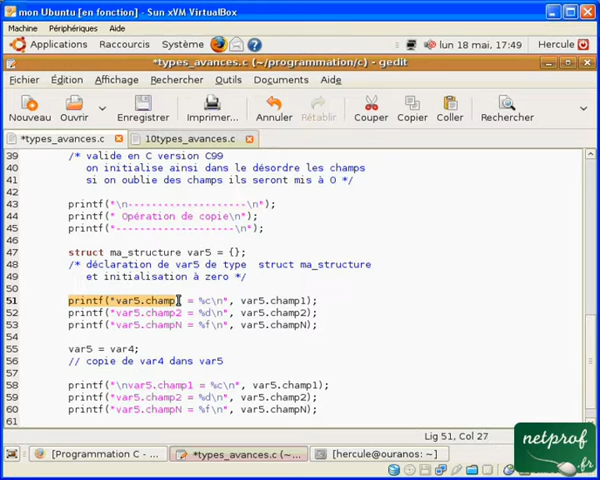 mon Ubuntu [en fonction] - Sun xVM VirtualBox
Machine Périphériques Aide
Applications Raccourcis Système lun 18 mai, 17:49 Hercule
*types_avances.c (~/programmation/c) - gedit
Fichier Édition Affichage Rechercher Outils Documents Aide
Nouveau Ouvrir Enregistrer Imprimer... Annuler Rétablir Couper Copier Coller Rechercher
*types_avances.c 10types_avances.c
39 /* valide en C version C99
40 on initialise ainsi dans le désordre les champs
41 si on oublie des champs ils seront mis à 0 */
42
43 printf("\n--------------------\n");
44 printf(" Opération de copie\n");
45 printf("--------------------\n");
46
47 struct ma_structure var5 = {};
48 /* déclaration de var5 de type struct ma_structure
49 et initialisation à zero */
50
51 printf("var5.champ1 = %c\n", var5.champ1);
52 printf("var5.champ2 = %d\n", var5.champ2);
53 printf("var5.champN = %f\n", var5.champN);
54
55 var5 = var4;
56 // copie de var4 dans var5
57
58 printf("\nvar5.champ1 = %c\n", var5.champ1);
59 printf("var5.champ2 = %d\n", var5.champ2);
60 printf("var5.champN = %f\n", var5.champN);
61
Lig 51, Col 27
[Programmation C - ... *types_avances.c (~... [hercule@ouranos: ~]
netprof
.fr